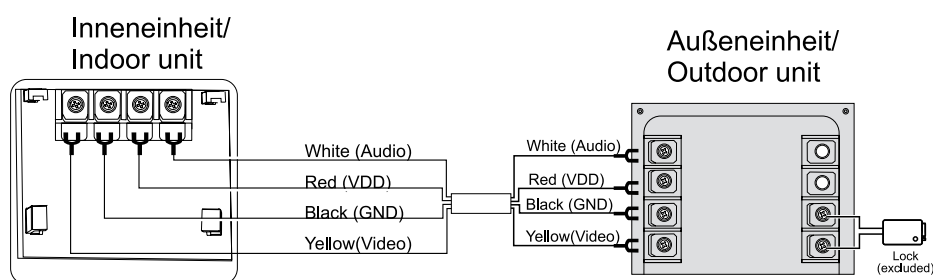 Inneneinheit/
Indoor unit
Außeneinheit/
Outdoor unit
White (Audio)
Red (VDD)
Black (GND)
Yellow(Video)
White (Audio)
Red (VDD)
Black (GND)
Yellow(Video)
Lock
(excluded)